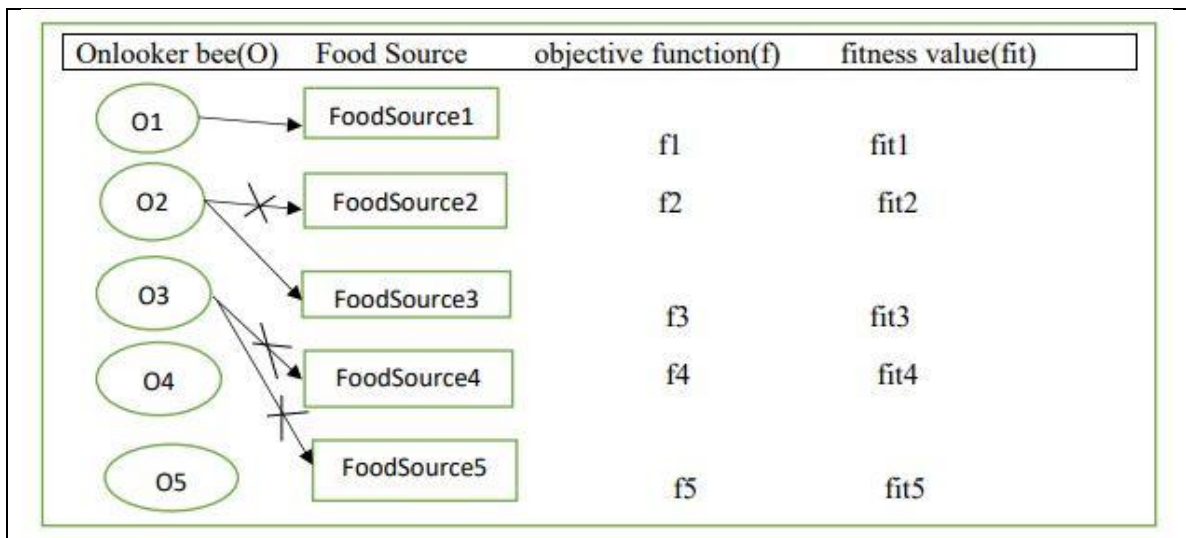 Onlooker bee(O) Food Source objective function(f) fitness value(fit)
O1 FoodSource1
f1 fit1
O2 FoodSource2 f2 fit2
O3 FoodSource3
f3 fit3
O4 FoodSource4 f4 fit4
O5 FoodSource5
f5 fit5